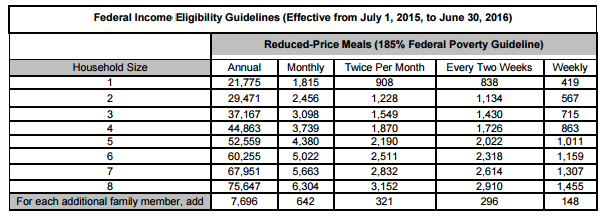 Federal Income Eligibility Guidelines (Effective from July 1, 2015, to June 30, 2016)
Reduced-Price Meals (185% Federal Poverty Guideline)
Household Size Annual Monthly Twice Per Month Every Two Weeks Weekly
1 21,775 1,815 908 838 419
2 29,471 2,456 1,228 1,134 567
3 37,167 3,098 1,549 1,430 715
4 44,863 3,739 1,870 1,726 863
5 52,559 4,380 2,190 2,022 1,011
6 60,255 5,022 2,511 2,318 1,159
7 67,951 5,663 2,832 2,614 1,307
8 75,647 6,304 3,152 2,910 1,455
For each additional family member, add 7,696 642 321 296 148